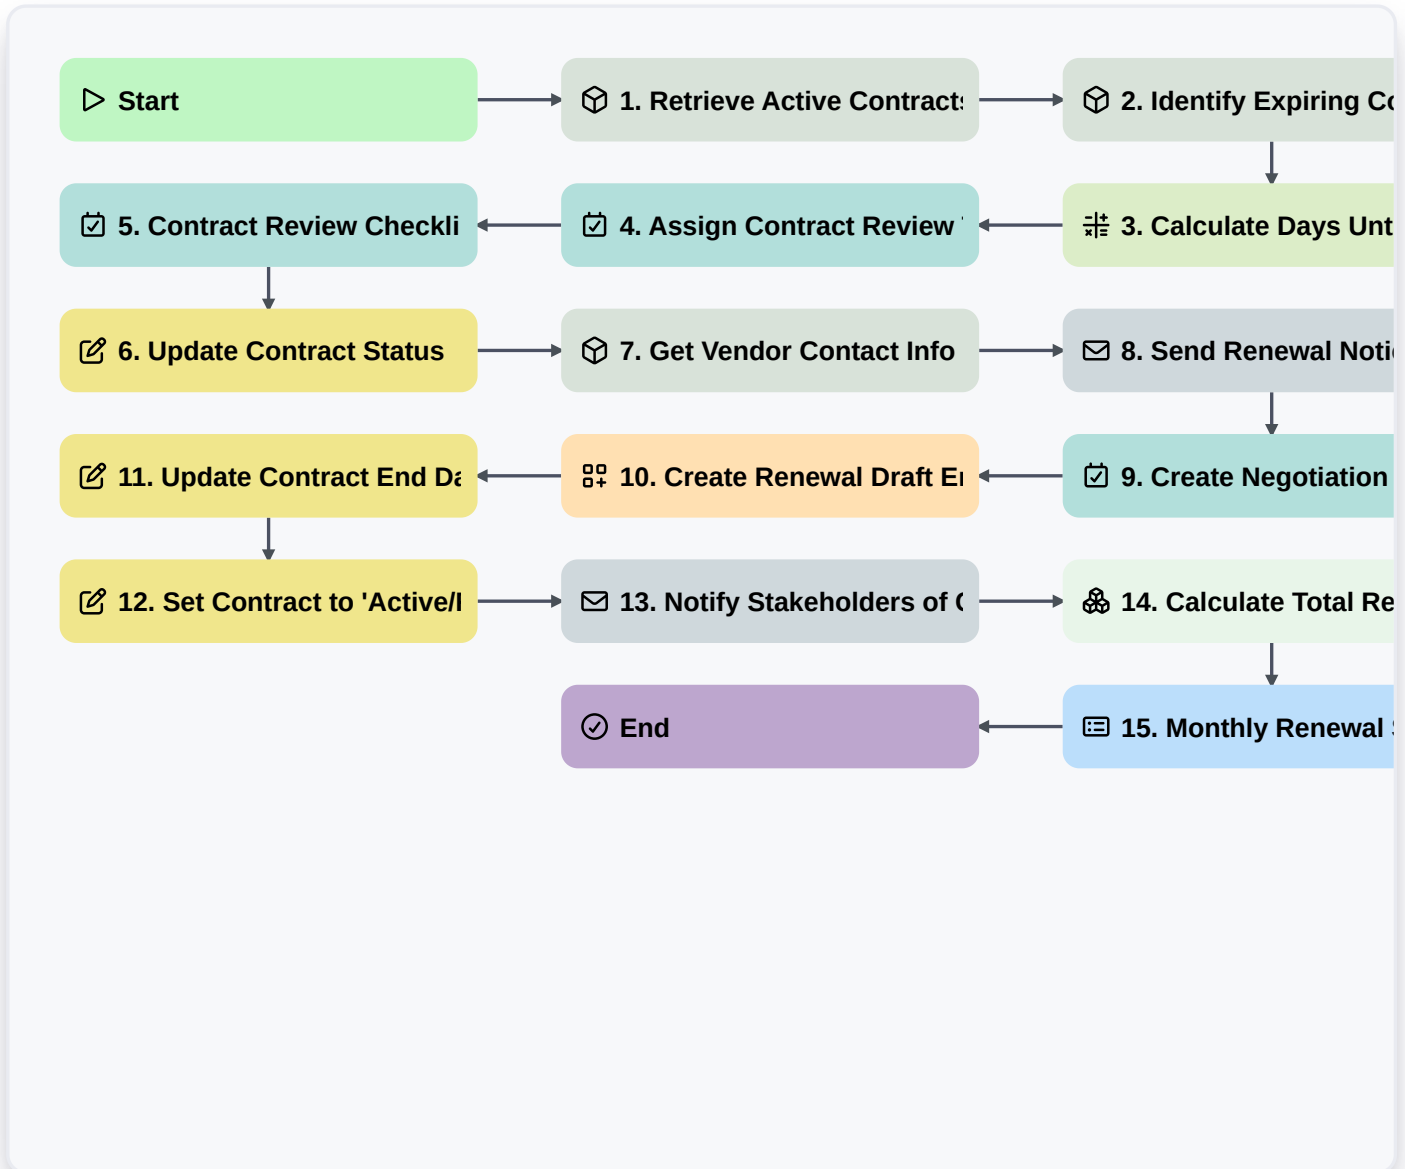 Start
1. Retrieve Active Contracts
2. Identify Expiring Co
3. Calculate Days Unt
4. Assign Contract Review
5. Contract Review Checkli
6. Update Contract Status
7. Get Vendor Contact Info
8. Send Renewal Noti
9. Create Negotiation
10. Create Renewal Draft
11. Update Contract End Da
12. Set Contract to 'Active/
13. Notify Stakeholders of
14. Calculate Total Re
15. Monthly Renewal
End